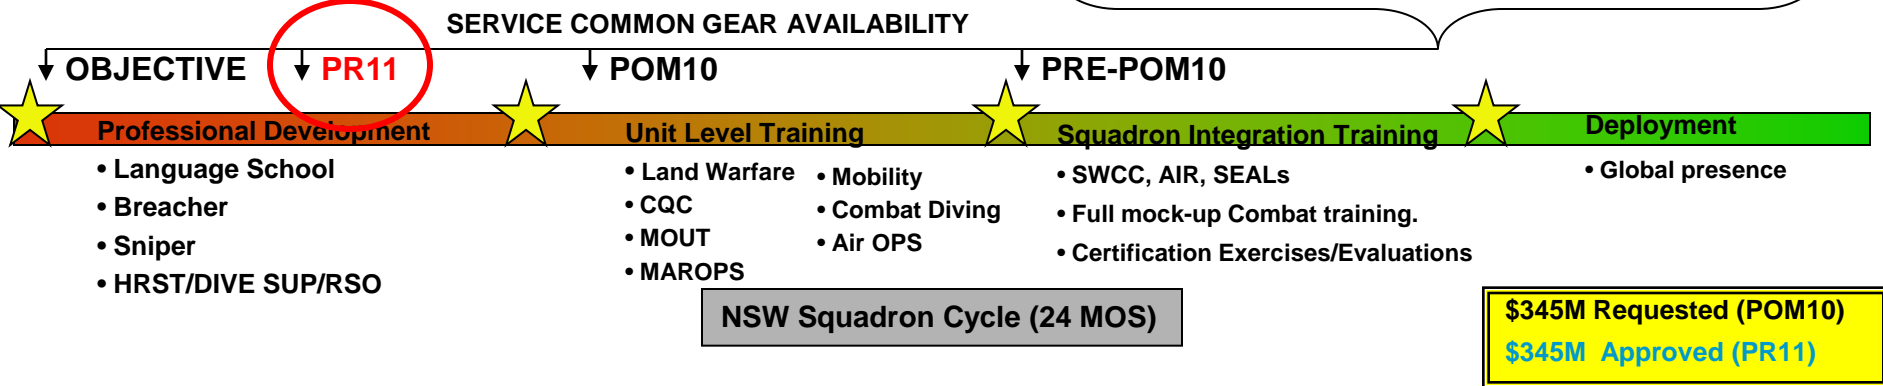 SERVICE COMMON GEAR AVAILABILITY
OBJECTIVE
PR11
POM10
PRE-POM10
Professional Development
• Language School
• Breacher
• Sniper
• HRST/DIVE SUP/RSO
Unit Level Training
• Land Warfare
• CQC
• MOUT
• MAROPS
• Mobility
• Combat Diving
• Air OPS
Squadron Integration Training
• SWCC, AIR, SEALs
• Full mock-up Combat training.
• Certification Exercises/Evaluations
Deployment
• Global presence
NSW Squadron Cycle (24 MOS)
$345M Requested (POM10)
$345M Approved (PR11)